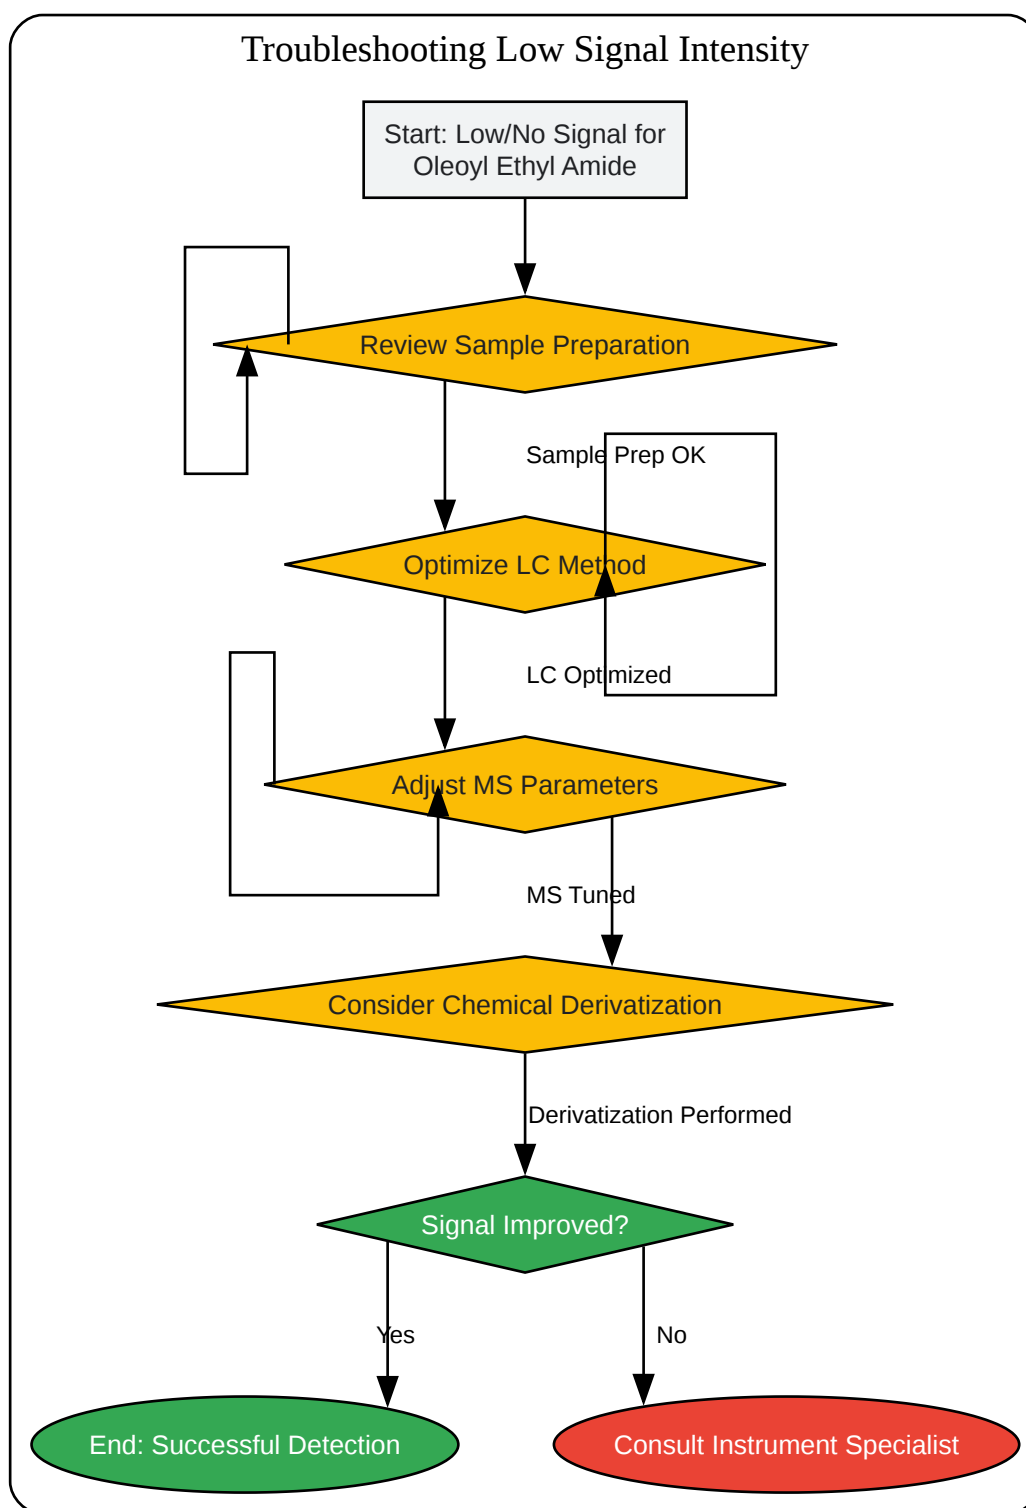 Troubleshooting Low Signal Intensity
Start: Low/No Signal for
Oleoyl Ethyl Amide
Review Sample Preparation
Sample Prep OK
Optimize LC Method
LC Optimized
Adjust MS Parameters
MS Tuned
Consider Chemical Derivatization
Derivatization Performed
Signal Improved?
Yes
No
End: Successful Detection
Consult Instrument Specialist